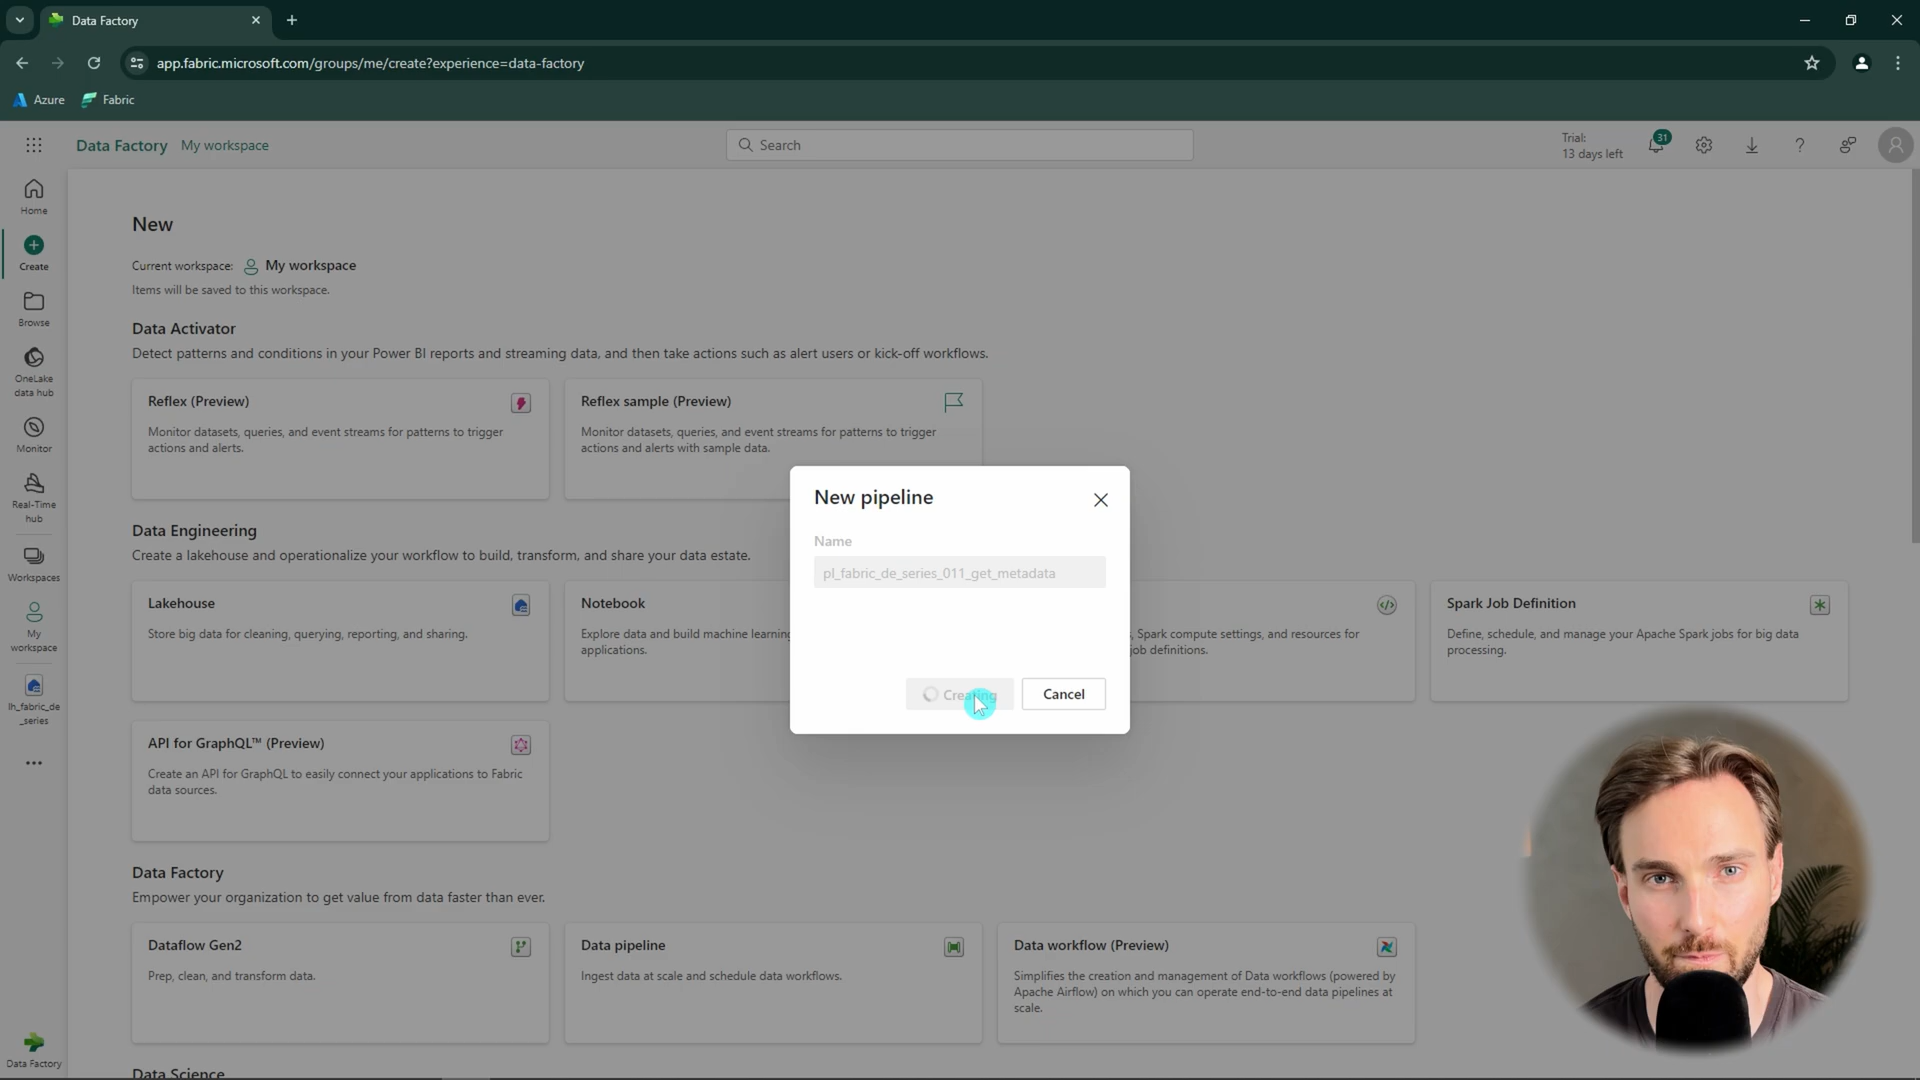 Data Factory
app.fabric.microsoft.com/groups/me/create?experience=data-factory
Azure
Fabric
Data Factory
My workspace
Search
Trial:
13 days left
31
Home
Create
Browse
OneLake
data hub
Monitor
Real-Time
hub
Workspaces
My
workspace
lh_fabric_de
_series
Data Factory
New
Current workspace:
My workspace
Items will be saved to this workspace.
Data Activator
Detect patterns and conditions in your Power BI reports and streaming data, and then take actions such as alert users or kick-off workflows.
Reflex (Preview)
Monitor datasets, queries, and event streams for patterns to trigger
actions and alerts.
Reflex sample (Preview)
Monitor datasets, queries, and event streams for patterns to trigger
actions and alerts with sample data.
New pipeline
Name
pl_fabric_de_series_011_get_metadata
Creating
Cancel
Data Engineering
Create a lakehouse and operationalize your workflow to build, transform, and share your data estate.
Lakehouse
Store big data for cleaning, querying, reporting, and sharing.
Notebook
Explore data and build machine learning
applications.
, Spark compute settings, and resources for
job definitions.
Spark Job Definition
Define, schedule, and manage your Apache Spark jobs for big data
processing.
API for GraphQL™ (Preview)
Create an API for GraphQL to easily connect your applications to Fabric
data sources.
Data Factory
Empower your organization to get value from data faster than ever.
Dataflow Gen2
Prep, clean, and transform data.
Data pipeline
Ingest data at scale and schedule data workflows.
Data workflow (Preview)
Simplifies the creation and management of Data workflows (powered by
Apache Airflow) on which you can operate end-to-end data pipelines at
scale.
Data Science